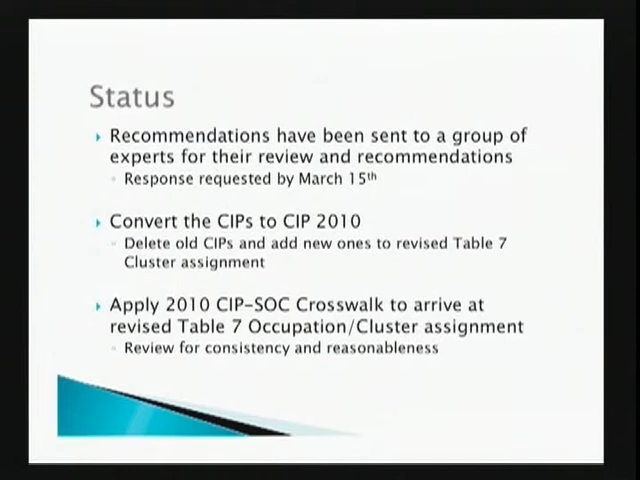 Status
Recommendations have been sent to a group of
experts for their review and recommendations
Response requested by March 15th
Convert the CIPs to CIP 2010
Delete old CIPs and add new ones to revised Table 7
Cluster assignment
Apply 2010 CIP-SOC Crosswalk to arrive at
revised Table 7 Occupation/Cluster assignment
Review for consistency and reasonableness